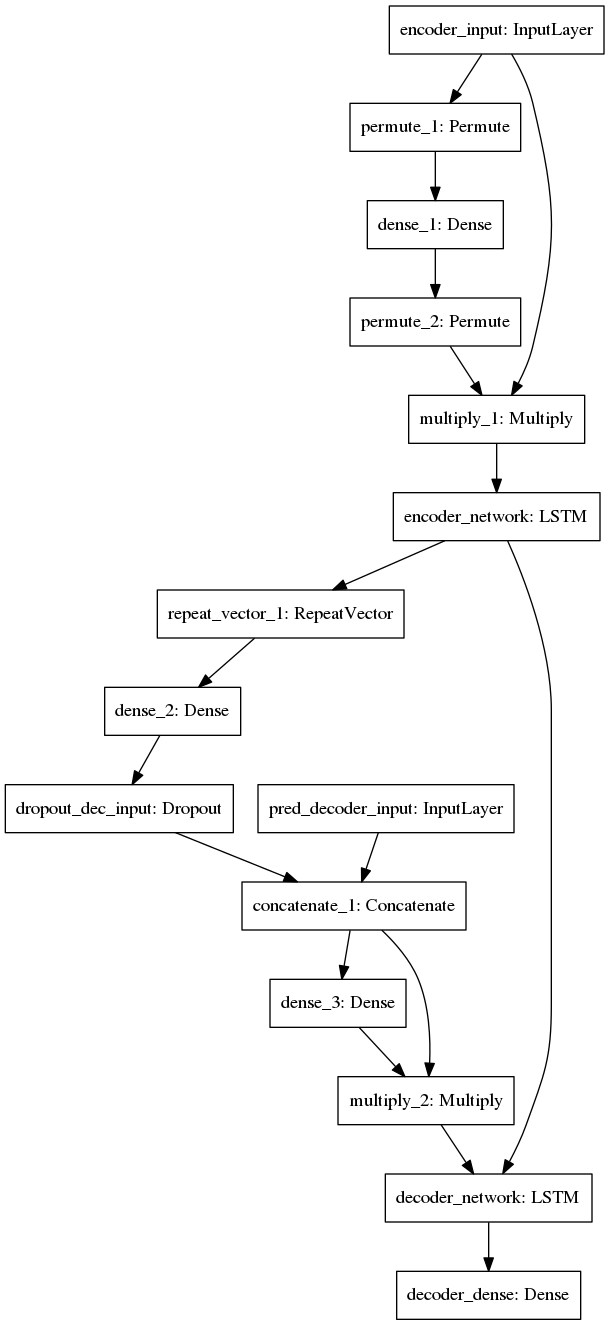 encoder_input: InputLayer
permute_1: Permute
dense_1: Dense
permute_2: Permute
multiply_1: Multiply
encoder_network: LSTM
repeat_vector_1: RepeatVector
dense_2: Dense
dropout_dec_input: Dropout
pred_decoder_input: InputLayer
concatenate_1: Concatenate
dense_3: Dense
multiply_2: Multiply
decoder_network: LSTM
decoder_dense: Dense